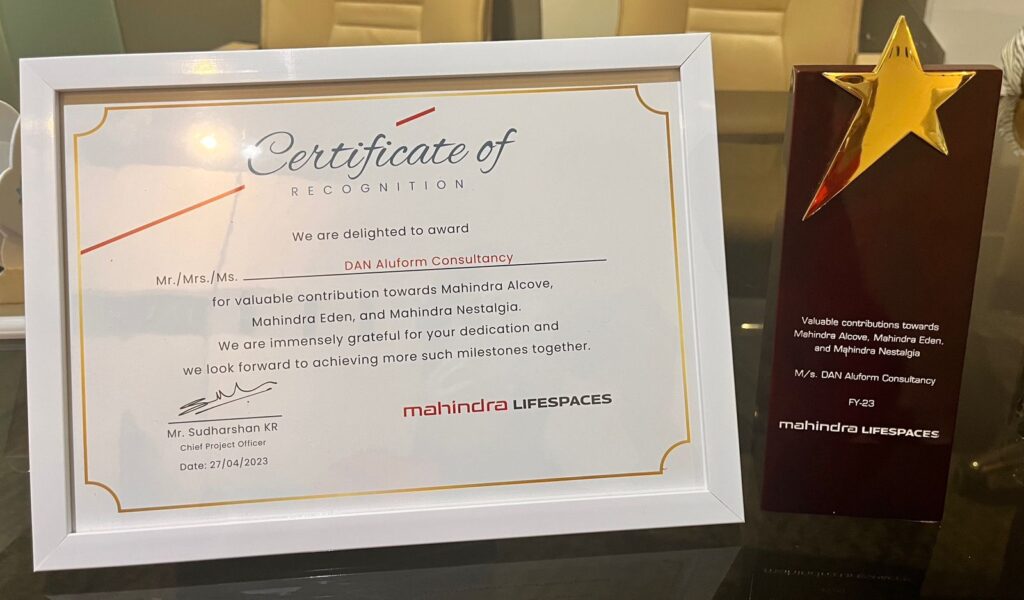 Certificate of
RECOGNITION
We are delighted to award
Mr./Mrs./Ms. DAN Aluform Consultancy
for valuable contribution towards Mahindra Alcove,
Mahindra Eden, and Mahindra Nestalgia.
We are immensely grateful for your dedication and
we look forward to achieving more such milestones together.
Mr. Sudharshan KR
Chief Project Officer
Date: 27/04/2023
mahindra LIFESPACES
Valuable contributions towards
Mahindra Alcove, Mahindra Eden,
and Mahindra Nestalgia
M/s. DAN Aluform Consultancy
FY-23
mahindra LIFESPACES